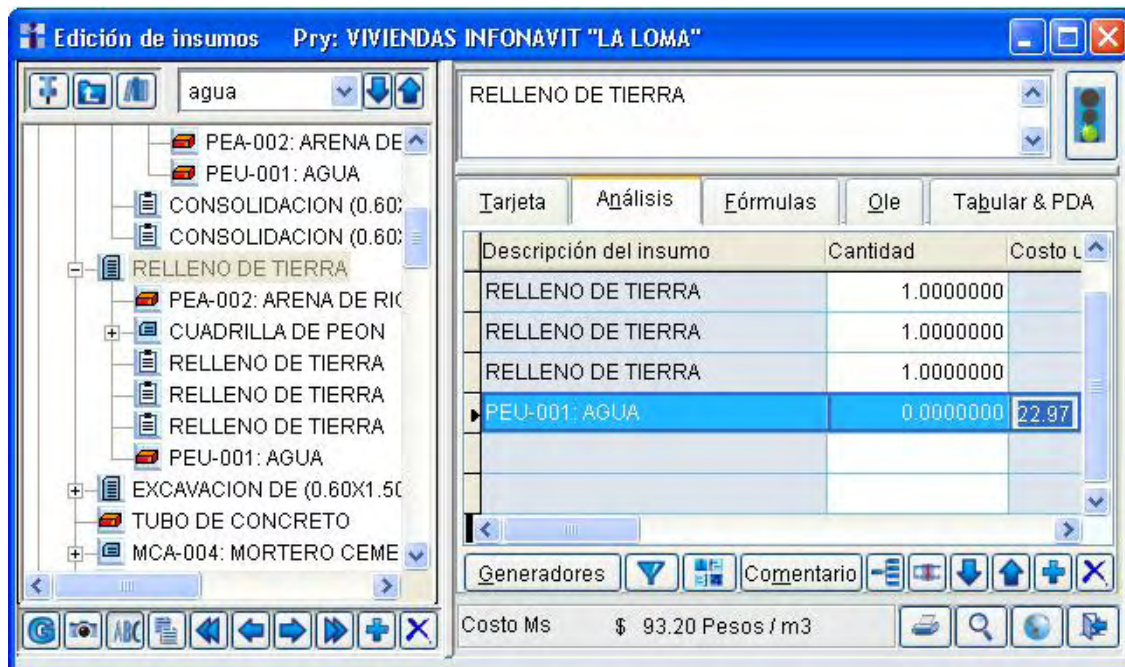 Edición de insumos Pry: VIVIENDAS INFONAVIT "LA LOMA"
agua
PEA-002: ARENA DE
PEU-001: AGUA
CONSOLIDACION (0.60
CONSOLIDACION (0.60
RELLENO DE TIERRA
PEA-002: ARENA DE RI
CUADRILLA DE PEON
RELLENO DE TIERRA
RELLENO DE TIERRA
RELLENO DE TIERRA
PEU-001: AGUA
EXCAVACION DE (0.60X1.50
TUBO DE CONCRETO
MCA-004: MORTERO CEME
G ABC
RELLENO DE TIERRA
Tarjeta Análisis Fórmulas Ole Tabular & PDA
Descripción del insumo Cantidad Costo u
RELLENO DE TIERRA 1.0000000
RELLENO DE TIERRA 1.0000000
RELLENO DE TIERRA 1.0000000
PEU-001: AGUA 0.0000000 22.97
Generadores Comentario
Costo Ms $ 93.20 Pesos / m3